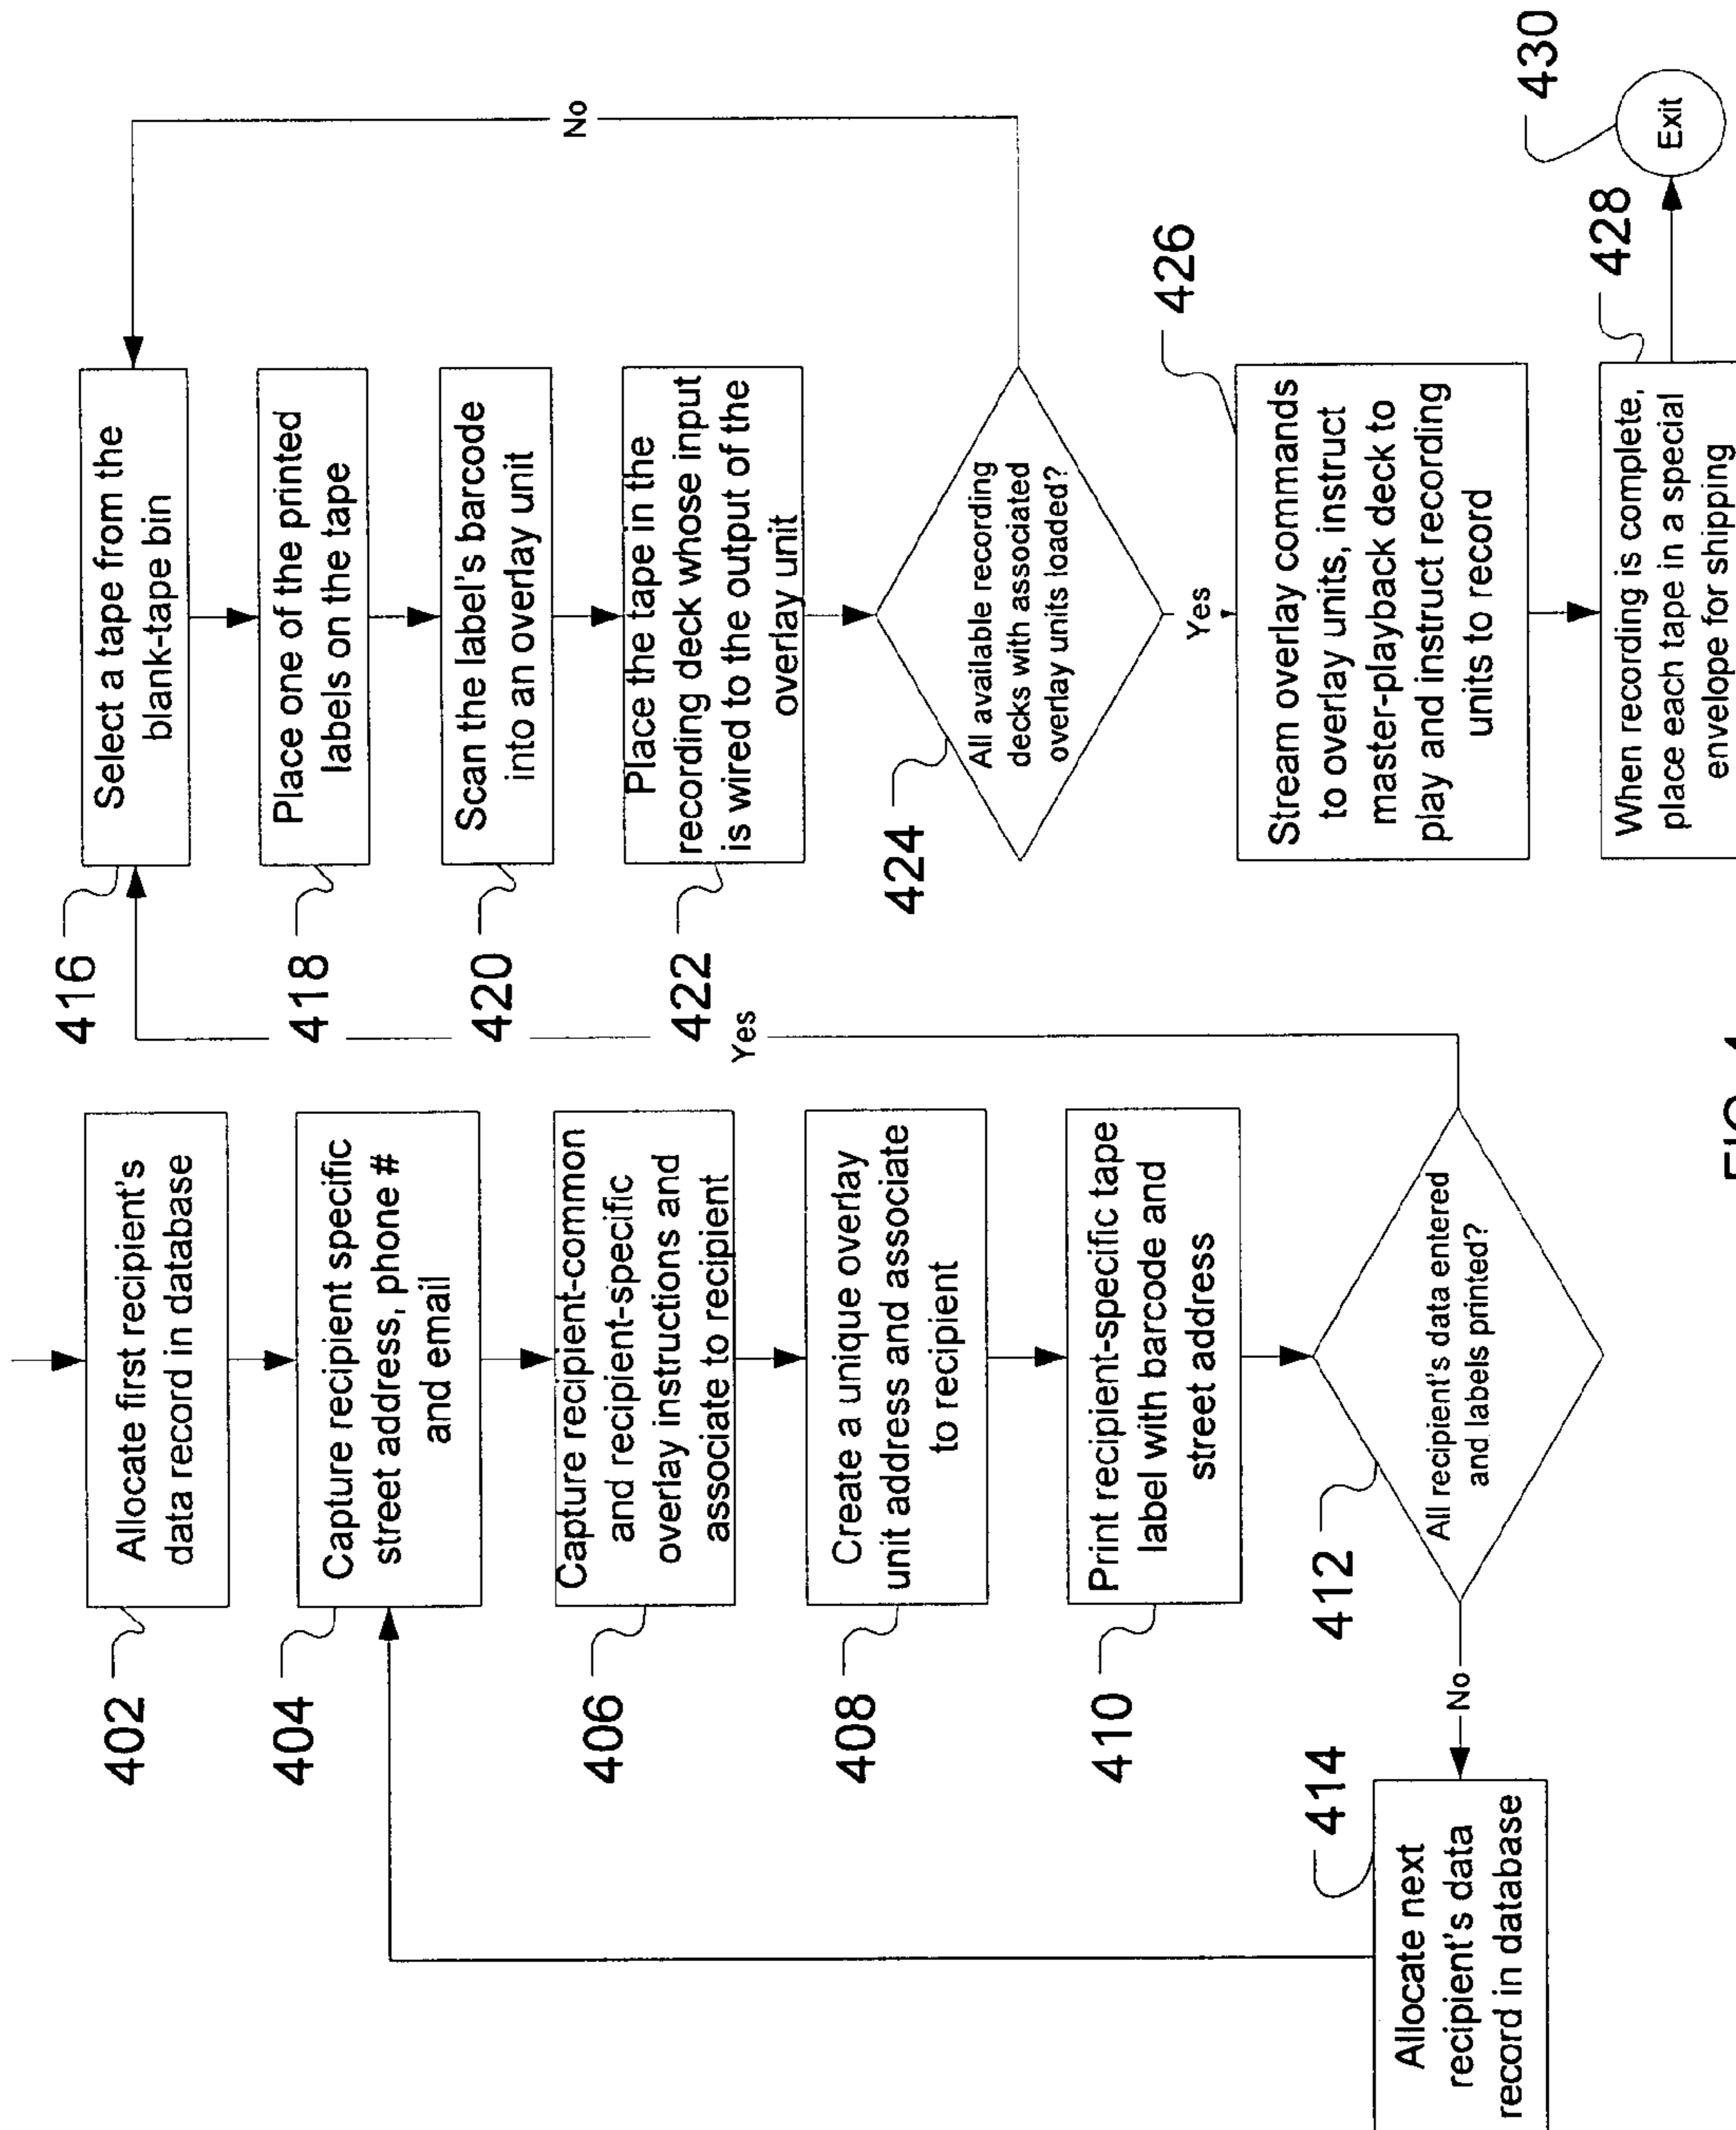 402
Allocate first recipient's
data record in database
404
Capture recipient specific
street address, phone #
and email
406
Capture recipient-common
and recipient-specific
overlay instructions and
associate to recipient
408
Create a unique overlay
unit address and associate
to recipient
410
Print recipient-specific tape
label with barcode and
street address
412
All recipient's data entered
and labels printed?
No
Yes
414
Allocate next
recipient's data
record in database
416
Select a tape from the
blank-tape bin
418
Place one of the printed
labels on the tape
420
Scan the label's barcode
into an overlay unit
422
Place the tape in the
recording deck whose input
is wired to the output of the
overlay unit
424
All available recording
decks with associated
overlay units loaded?
No
Yes
426
Stream overlay commands
to overlay units, instruct
master-playback deck to
play and instruct recording
units to record
428
When recording is complete,
place each tape in a special
envelope for shipping
430
Exit
FIG.